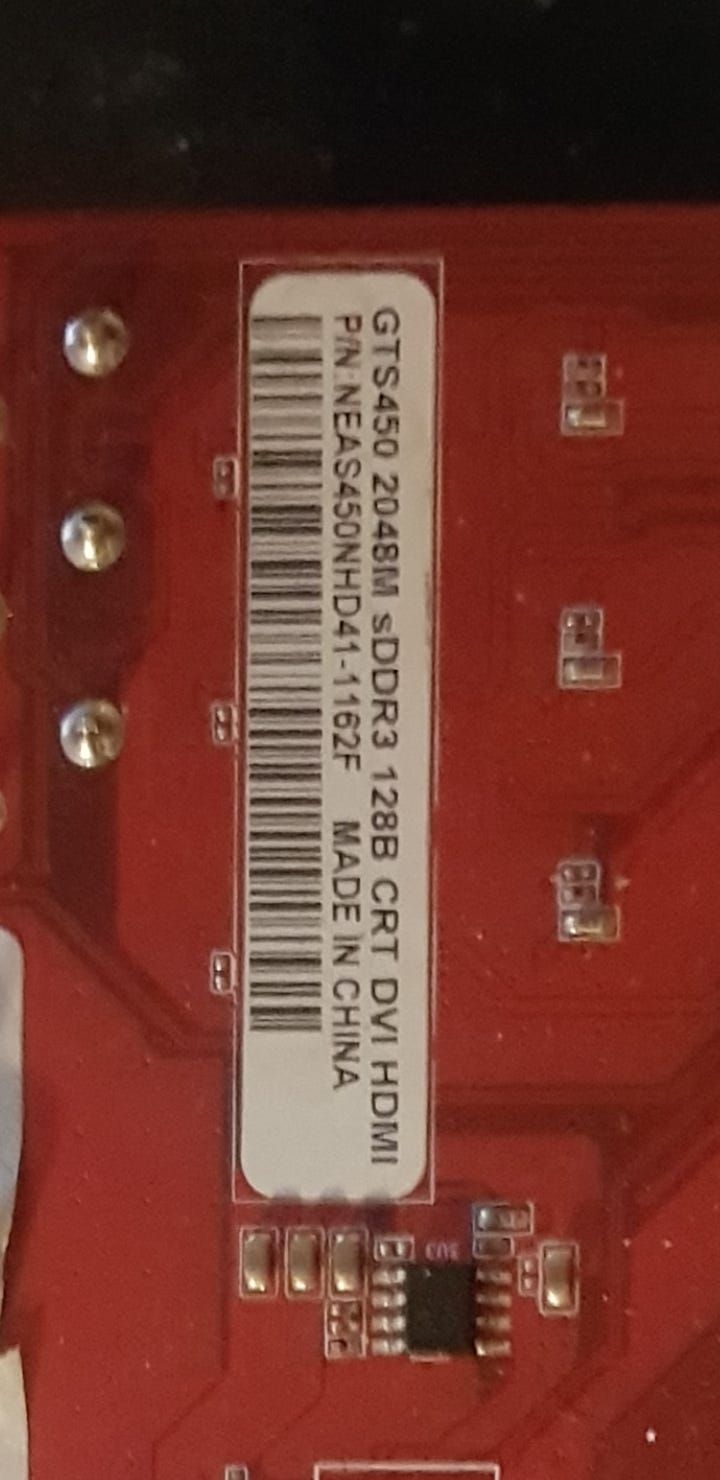 GTS450 2048M sDDR3 128B CRT DVI HDMI
P/N:NEAS450NHD41-1162F MADE IN CHINA